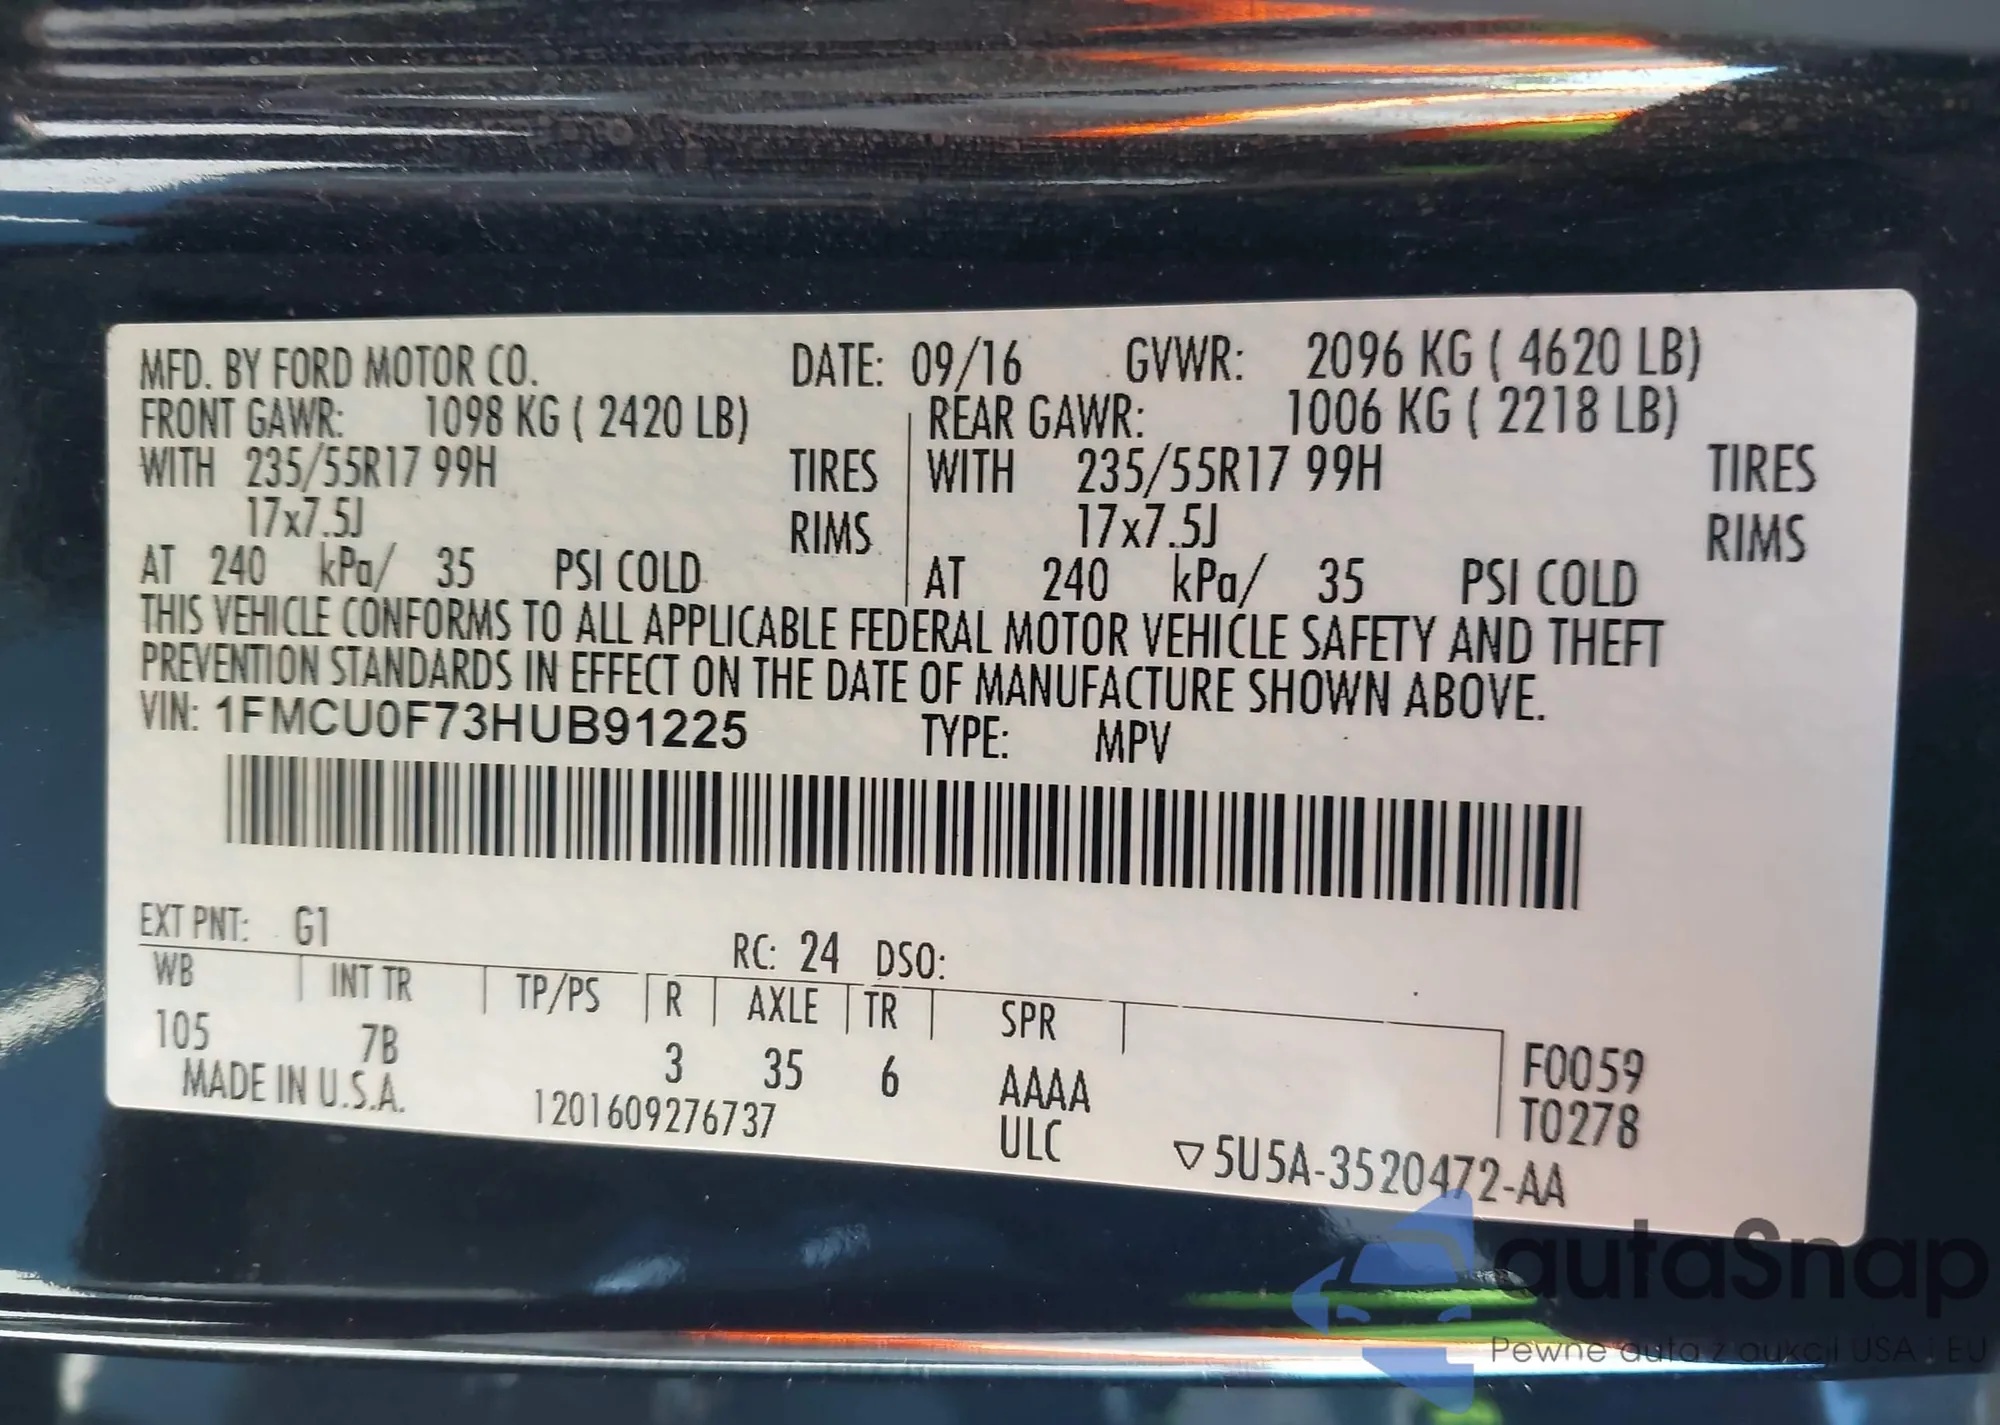 MFD. BY FORD MOTOR CO. DATE: 09/16 GVWR: 2096 KG ( 4620 LB)
FRONT GAWR: 1098 KG ( 2420 LB) REAR GAWR: 1006 KG ( 2218 LB)
WITH 235/55R17 99H TIRES WITH 235/55R17 99H TIRES
17x7.5J RIMS 17x7.5J RIMS
AT 240 kPa/ 35 PSI COLD AT 240 kPa/ 35 PSI COLD
THIS VEHICLE CONFORMS TO ALL APPLICABLE FEDERAL MOTOR VEHICLE SAFETY AND THEFT
PREVENTION STANDARDS IN EFFECT ON THE DATE OF MANUFACTURE SHOWN ABOVE.
VIN: 1FMCU0F73HUB91225 TYPE: MPV
EXT PNT: G1 RC: 24 DSO:
WB INT TR TP/PS R AXLE TR SPR
105 7B 3 35 6 AAAA F0059
MADE IN U.S.A. 1201609276737 ULC T0278
▽5U5A-3520472-AA
autaSnap
Pewne auta z aukcji USA i EU